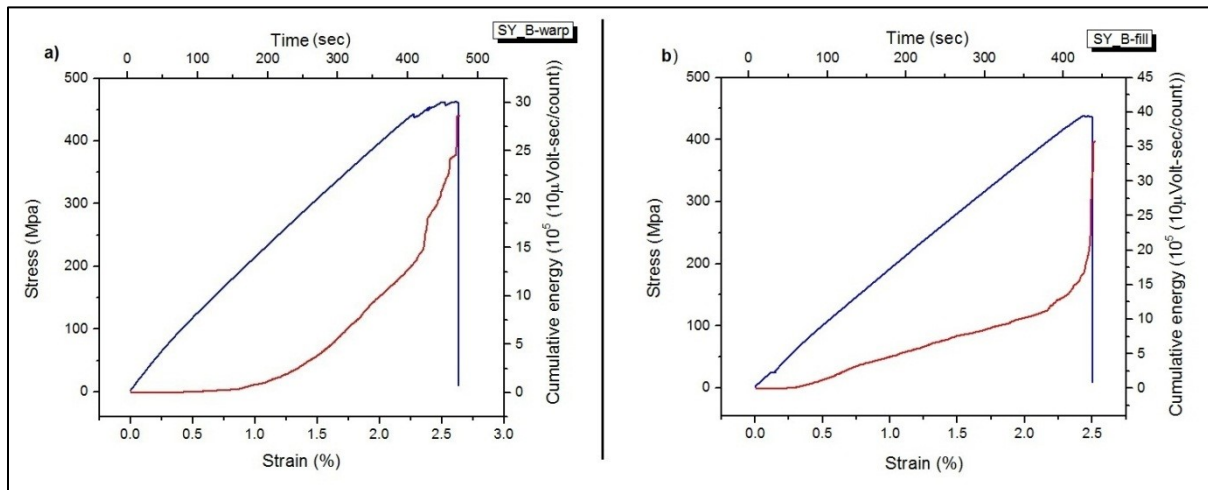 a)
Time (sec)
SY_B-warp
0 100 200 300 400 500
500
400
300
200
100
0
Stress (Mpa)
30
25
20
15
10
5
0
Cumulative energy (10⁵ (10μVolt-sec/count))
0.0 0.5 1.0 1.5 2.0 2.5 3.0
Strain (%)
b)
Time (sec)
SY_B-fill
0 100 200 300 400
500
400
300
200
100
0
Stress (Mpa)
45
40
35
30
25
20
15
10
5
0
Cumulative energy (10⁵ (10μVolt-sec/count))
0.0 0.5 1.0 1.5 2.0 2.5
Strain (%)